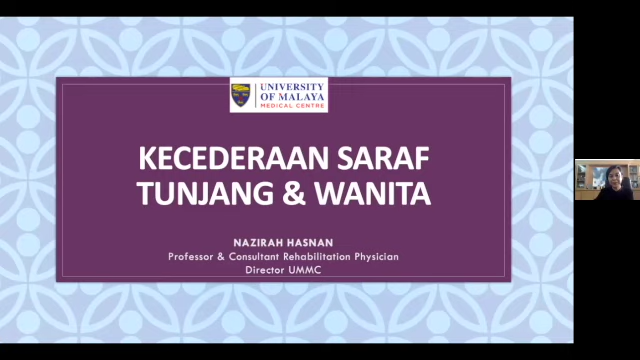 UNIVERSITY
OF MALAYA
MEDICAL CENTRE
KECEDERAAN SARAF
TUNJANG & WANITA
NAZIRAH HASNAN
Professor & Consultant Rehabilitation Physician
Director UMMC